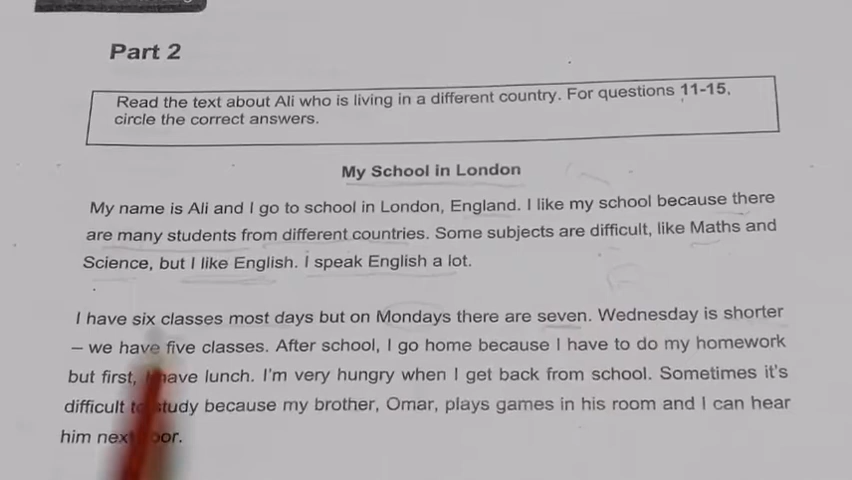 Part 2
Read the text about Ali who is living in a different country. For questions 11-15,
circle the correct answers.
My School in London
My name is Ali and I go to school in London, England. I like my school because there
are many students from different countries. Some subjects are difficult, like Maths and
Science, but I like English. I speak English a lot.
I have six classes most days but on Mondays there are seven. Wednesday is shorter
– we have five classes. After school, I go home because I have to do my homework
but first, I have lunch. I'm very hungry when I get back from school. Sometimes it's
difficult to study because my brother, Omar, plays games in his room and I can hear
him next door.